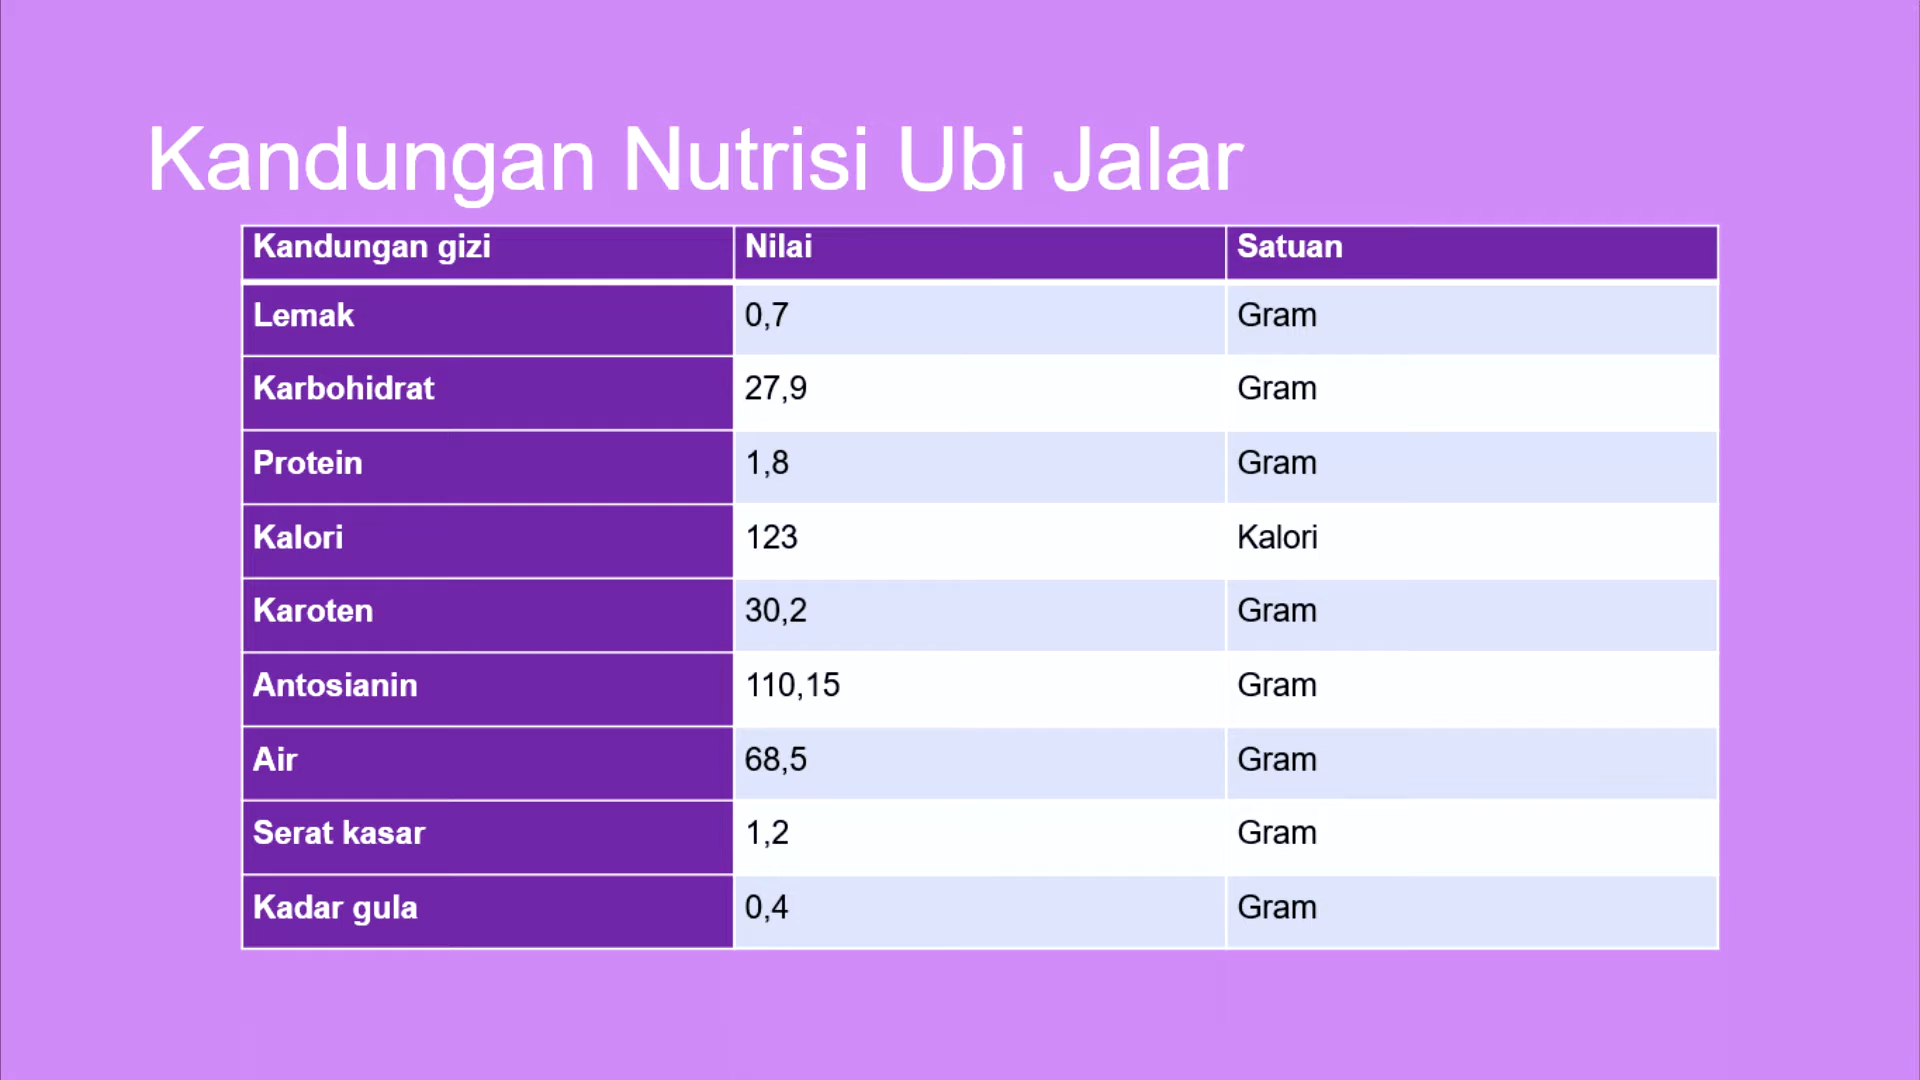 Kandungan Nutrisi Ubi Jalar
Kandungan gizi Nilai Satuan
Lemak 0,7 Gram
Karbohidrat 27,9 Gram
Protein 1,8 Gram
Kalori 123 Kalori
Karoten 30,2 Gram
Antosianin 110,15 Gram
Air 68,5 Gram
Serat kasar 1,2 Gram
Kadar gula 0,4 Gram